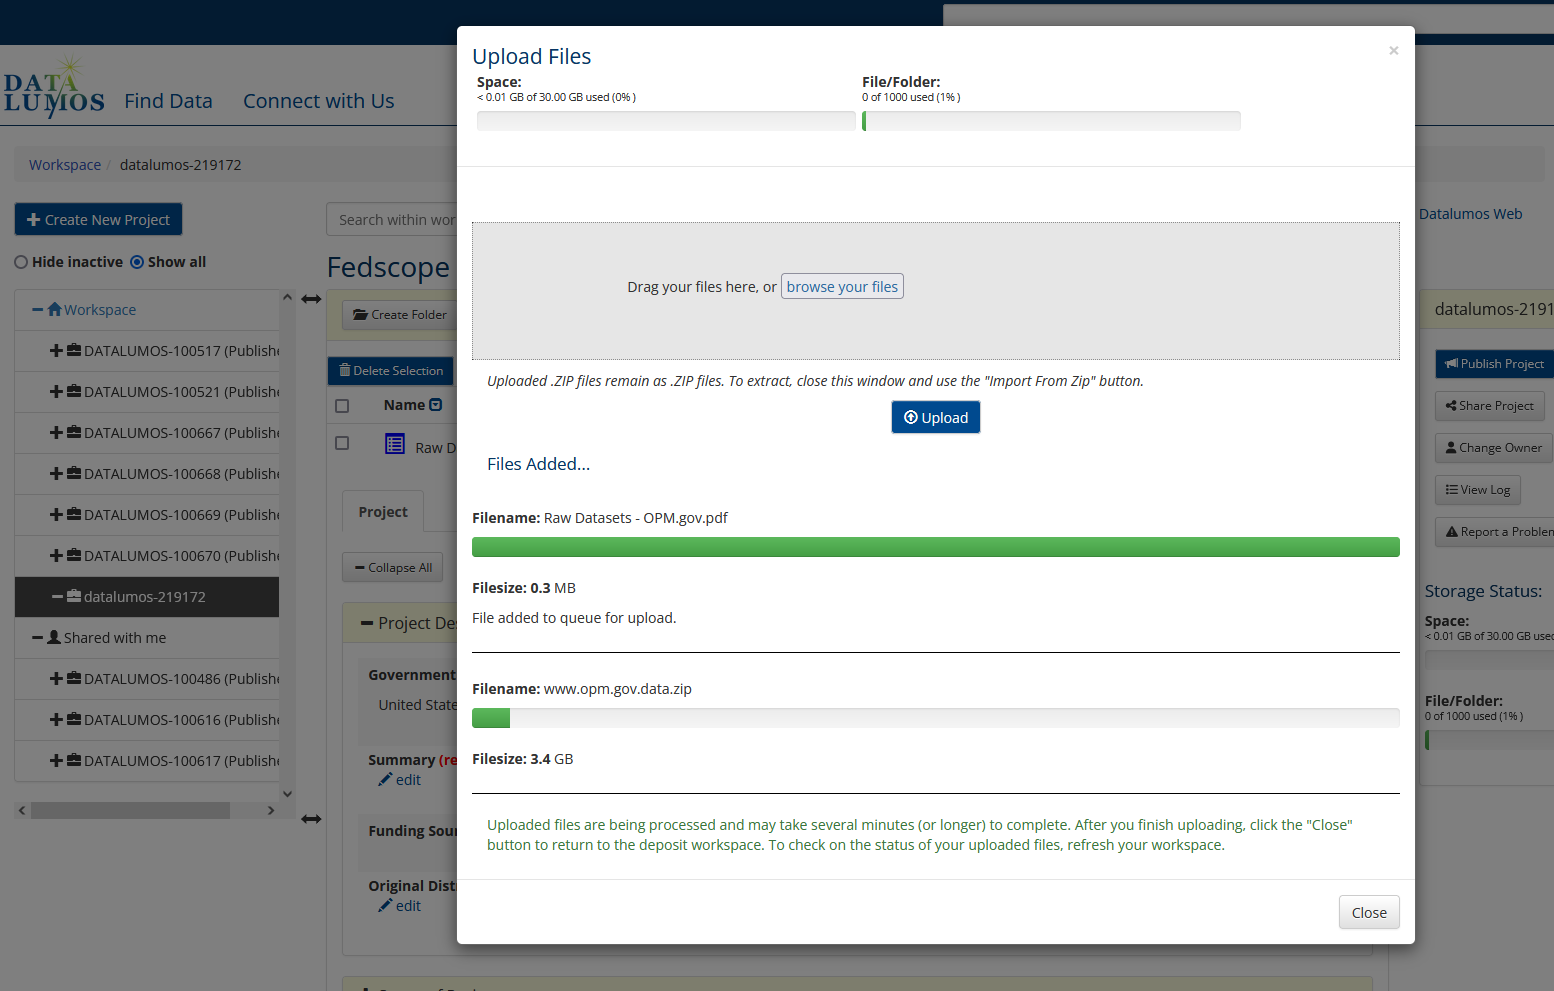 DATA
LUMOS
Find Data
Connect with Us
Workspace / datalumos-219172
Create New Project
Hide inactive
Show all
Workspace
DATALUMOS-100517 (Publishe
DATALUMOS-100521 (Publishe
DATALUMOS-100667 (Publishe
DATALUMOS-100668 (Publishe
DATALUMOS-100669 (Publishe
DATALUMOS-100670 (Publishe
datalumos-219172
Shared with me
DATALUMOS-100486 (Publishe
DATALUMOS-100616 (Publishe
DATALUMOS-100617 (Publishe
Search within wor
Fedscope
Create Folder
Delete Selection
Name
Raw D
Project
Collapse All
Project De
Government
United State
Summary (re
edit
Funding Sou
Original Dist
edit
Upload Files
×
Space:
< 0.01 GB of 30.00 GB used (0% )
File/Folder:
0 of 1000 used (1% )
Drag your files here, or browse your files
Uploaded .ZIP files remain as .ZIP files. To extract, close this window and use the "Import From Zip" button.
Upload
Files Added...
Filename: Raw Datasets - OPM.gov.pdf
Filesize: 0.3 MB
File added to queue for upload.
Filename: www.opm.gov.data.zip
Filesize: 3.4 GB
Uploaded files are being processed and may take several minutes (or longer) to complete. After you finish uploading, click the "Close"
button to return to the deposit workspace. To check on the status of your uploaded files, refresh your workspace.
Close
Datalumos Web
datalumos-2191
Publish Project
Share Project
Change Owner
View Log
Report a Problem
Storage Status:
Space:
< 0.01 GB of 30.00 GB used
File/Folder:
0 of 1000 used (1% )